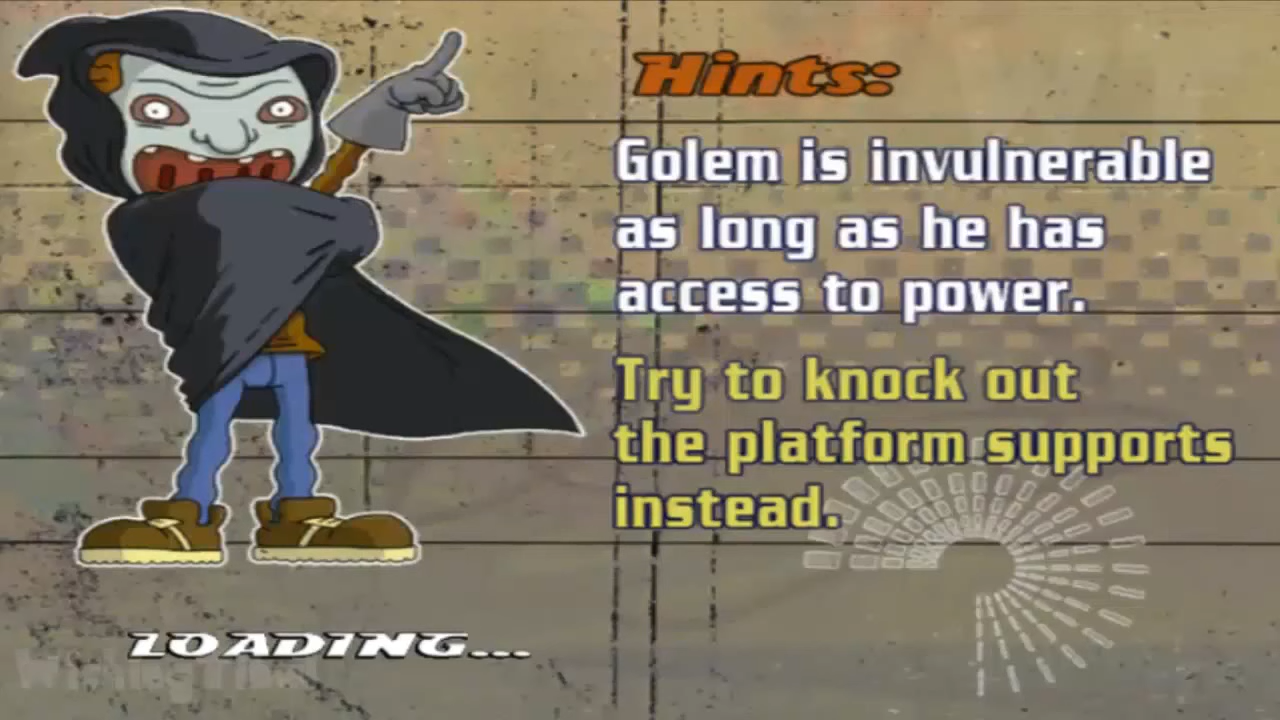 Hints:
Golem is invulnerable
as long as he has
access to power.
Try to knock out
the platform supports
instead.
LOADING...